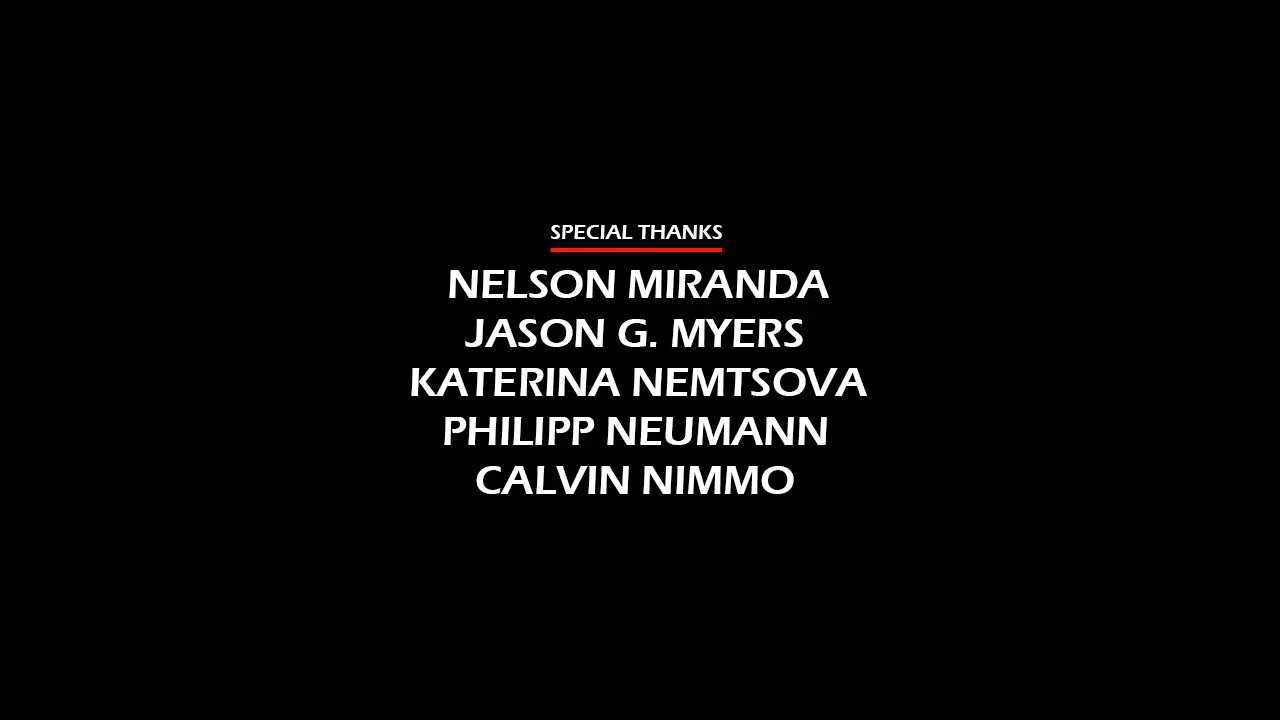 SPECIAL THANKS
NELSON MIRANDA
JASON G. MYERS
KATERINA NEMTSOVA
PHILIPP NEUMANN
CALVIN NIMMO